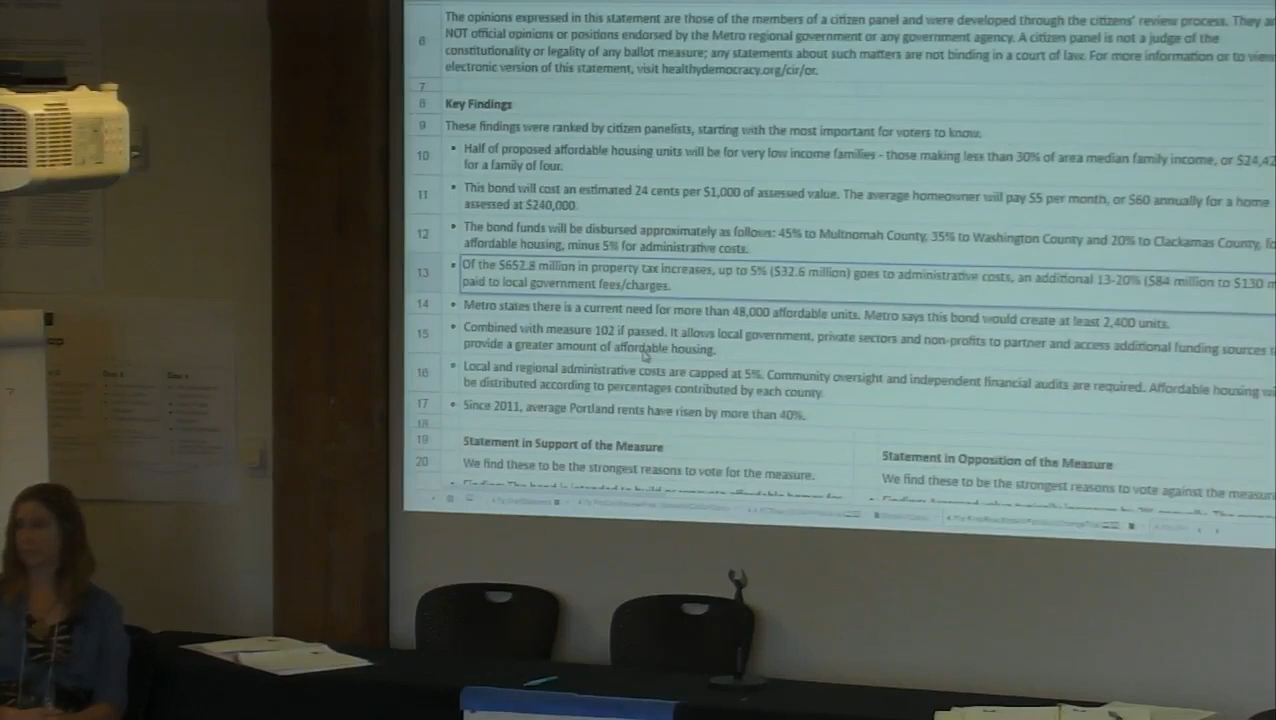 6
The opinions expressed in this statement are those of the members of a citizen panel and were developed through the citizens' review process. They
NOT official opinions or positions endorsed by the Metro regional government or any government agency. A citizen panel is not a judge of the
constitutionality or legality of any ballot measure; any statements about such matters are not binding in a court of law. For more information or to view
electronic version of this statement, visit healthydemocracy.org/cir/or.
7
8 Key Findings
9 These findings were ranked by citizen panelists, starting with the most important for voters to know.
10 • Half of proposed affordable housing units will be for very low income families - those making less than 30% of area median family income, or $24,42
for a family of four.
11 • This bond will cost an estimated 24 cents per $1,000 of assessed value. The average homeowner will pay $5 per month, or $60 annually for a home
assessed at $240,000.
12 • The bond funds will be disbursed approximately as follows: 45% to Multnomah County, 35% to Washington County and 20% to Clackamas County,
affordable housing, minus 5% for administrative costs.
13 • Of the $652.8 million in property tax increases, up to 5% ($32.6 million) goes to administrative costs, an additional 13-20% ($84 million to $130
paid to local government fees/charges.
14 • Metro states there is a current need for more than 48,000 affordable units. Metro says this bond would create at least 2,400 units.
15 • Combined with measure 102 if passed. It allows local government, private sectors and non-profits to partner and access additional funding sources
provide a greater amount of affordable housing.
16 • Local and regional administrative costs are capped at 5%. Community oversight and independent financial audits are required. Affordable housing
be distributed according to percentages contributed by each county.
17 • Since 2011, average Portland rents have risen by more than 40%.
18
19 Statement in Support of the Measure
Statement in Opposition of the Measure
20 We find these to be the strongest reasons to vote for the measure.
We find these to be the strongest reasons to vote against the measure